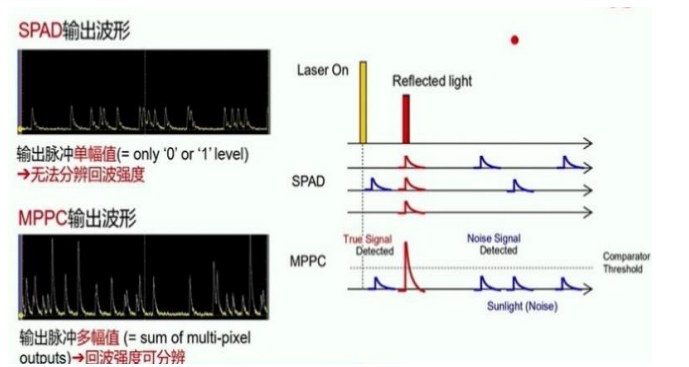 SPAD输出波形
输出脉冲单幅值(= only ‘0’ or ‘1’ level)
→无法分辨回波强度
MPPC输出波形
输出脉冲多幅值 (= sum of multi-pixel
outputs)→回波强度可分辨
Laser On
Reflected light
SPAD
True Signal
Detected
Noise Signal
Detected
MPPC
Comparator
Threshold
Sunlight (Noise)